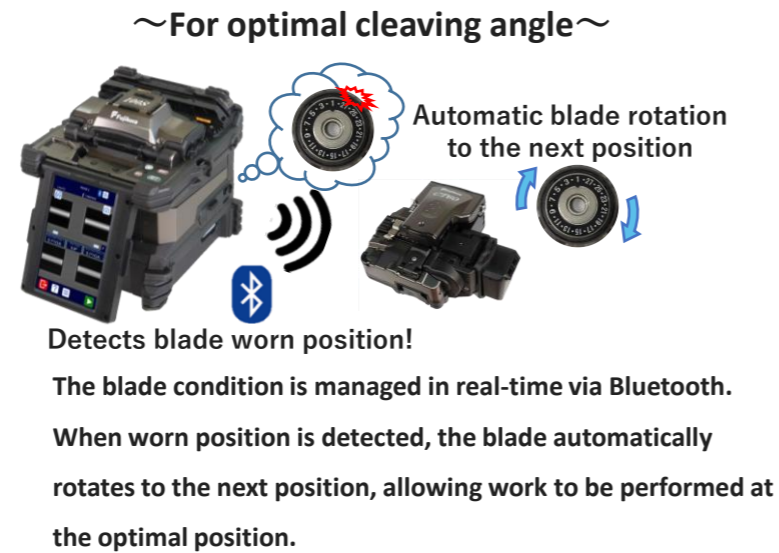 ～For optimal cleaving angle～
Fujikura
Automatic blade rotation
to the next position
Detects blade worn position!
The blade condition is managed in real-time via Bluetooth.
When worn position is detected, the blade automatically
rotates to the next position, allowing work to be performed at
the optimal position.